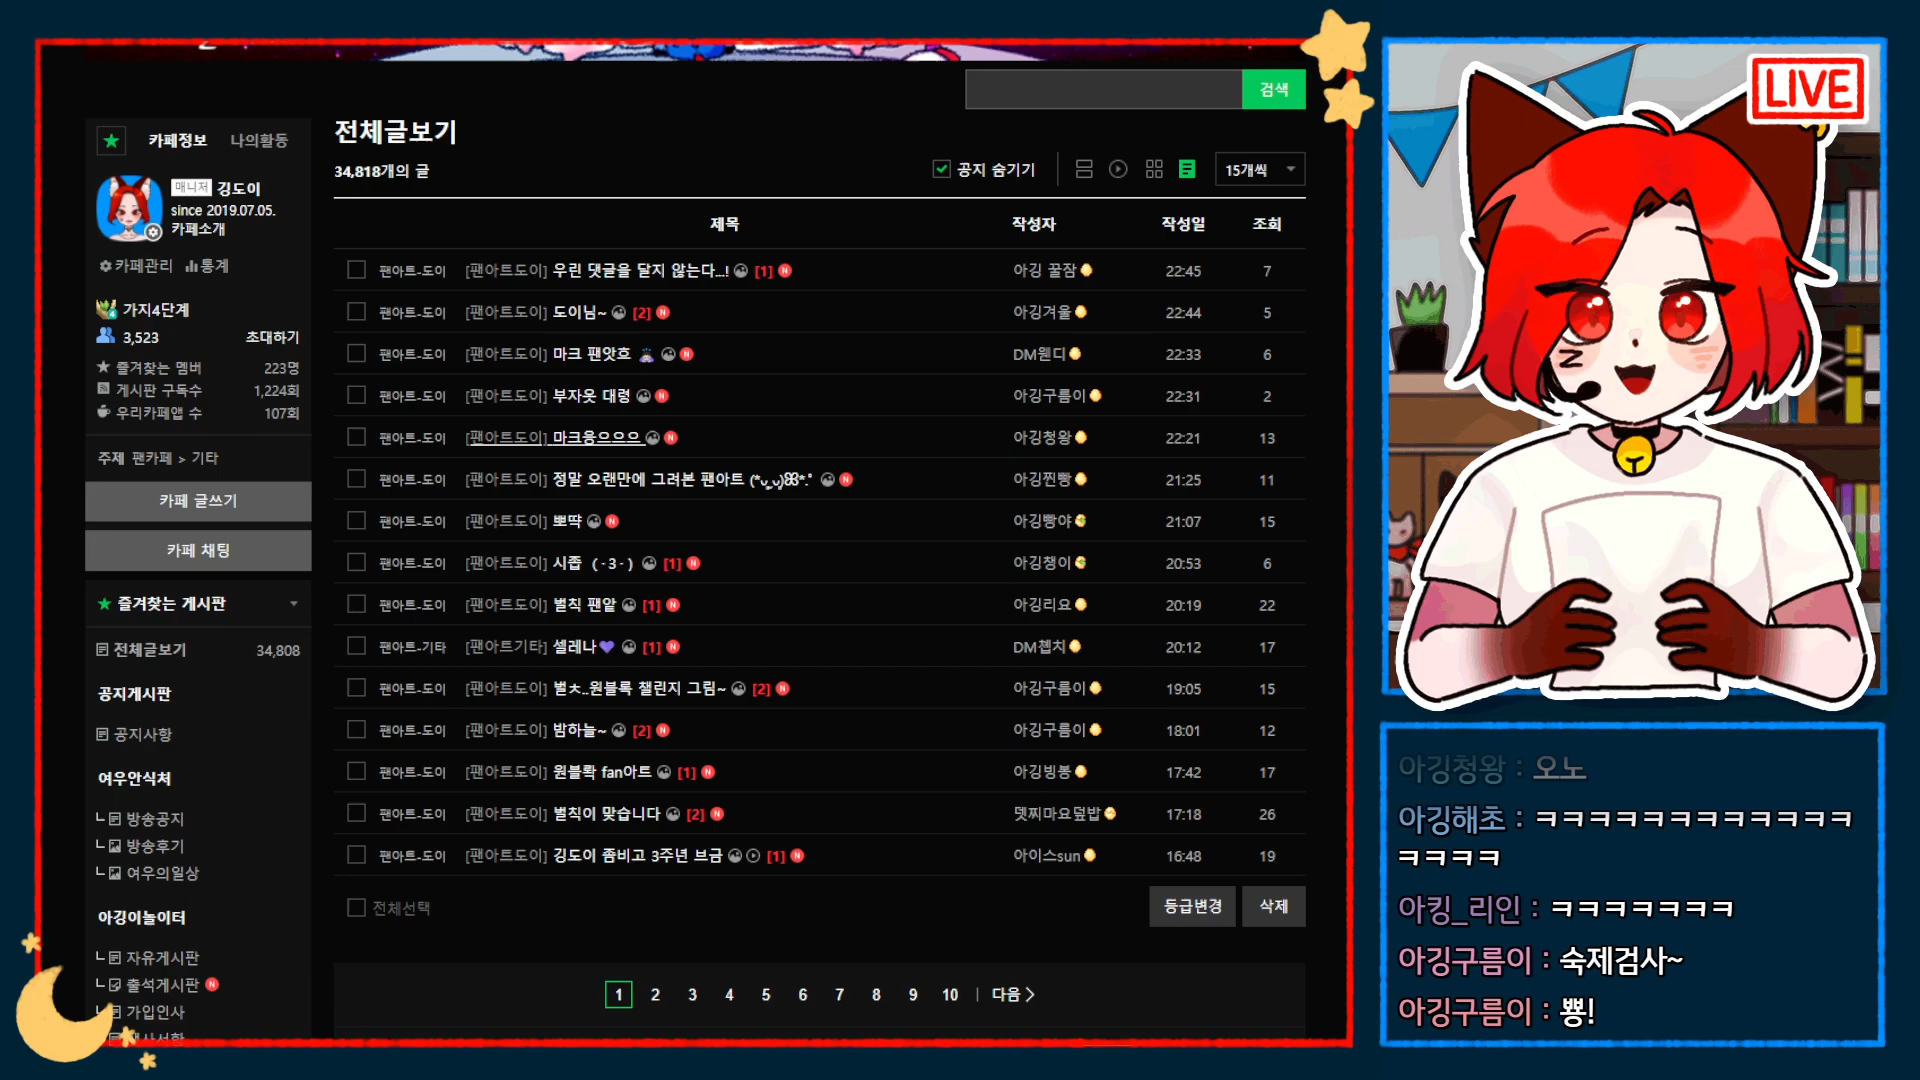 검색
카페정보 나의활동
매니저 깅도이
since 2019.07.05.
카페소개
카페관리 통계
가지4단계
3,523 초대하기
즐겨찾는 멤버 223명
게시판 구독수 1,224회
우리카페앱 수 107회
주제 팬카페 > 기타
카페 글쓰기
카페 채팅
즐겨찾는 게시판
전체글보기 34,808
공지게시판
공지사항
여우안식처
방송공지
방송후기
여우의일상
아깅이놀이터
자유게시판
출석게시판 N
가입인사
전체글보기
34,818개의 글
공지 숨기기
15개씩
제목 작성자 작성일 조회
팬아트-도이 [팬아트도이] 우린 댓글을 달지 않는다...! [1] N 아깅 꿀잠 22:45 7
팬아트-도이 [팬아트도이] 도이님~ [2] N 아깅겨울 22:44 5
팬아트-도이 [팬아트도이] 마크 팬앗흐 N DM웬디 22:33 6
팬아트-도이 [팬아트도이] 부자옷 대령 N 아깅구름이 22:31 2
팬아트-도이 [팬아트도이] 마크용으으으 N 아깅청왕 22:21 13
팬아트-도이 [팬아트도이] 정말 오랜만에 그려본 팬아트 N 아깅찐빵 21:25 11
팬아트-도이 [팬아트도이] 뽀땩 N 아깅빵야 21:07 15
팬아트-도이 [팬아트도이] 시즙 ( - 3 - ) [1] N 아깅챙이 20:53 6
팬아트-도이 [팬아트도이] 벌칙 팬앝 [1] N 아깅리요 20:19 22
팬아트-기타 [팬아트기타] 셀레나💜 [1] N DM쳅치 20:12 17
팬아트-도이 [팬아트도이] 벌ㅊ..원블록 챌린지 그림~ [2] N 아깅구름이 19:05 15
팬아트-도이 [팬아트도이] 밤하늘~ [2] N 아깅구름이 18:01 12
팬아트-도이 [팬아트도이] 원블롹 fan아트 [1] N 아깅빙봉 17:42 17
팬아트-도이 [팬아트도이] 벌칙이 맞습니다 [2] N 뎃찌마요덮밥 17:18 26
팬아트-도이 [팬아트도이] 깅도이 좀비고 3주년 브금 [1] N 아이스sun 16:48 19
전체선택
등급변경 삭제
1 2 3 4 5 6 7 8 9 10 | 다음 >
LIVE
아깅청왕 : 오노
아깅해초 : ㅋㅋㅋㅋㅋㅋㅋㅋㅋㅋㅋㅋ
ㅋㅋㅋㅋ
아킹_리인 : ㅋㅋㅋㅋㅋㅋㅋ
아깅구름이 : 숙제검사~
아깅구름이 : 뿅!